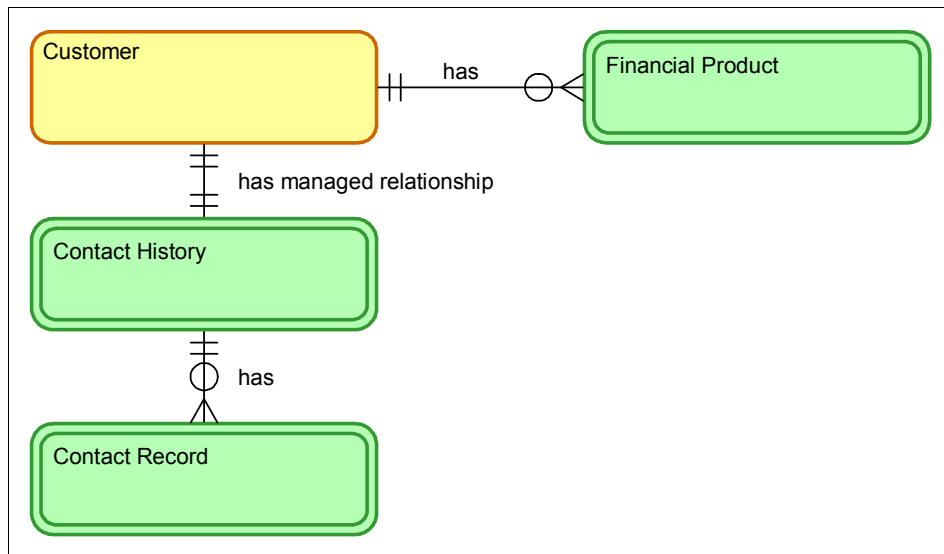 Customer
has
Financial Product
has managed relationship
Contact History
has
Contact Record